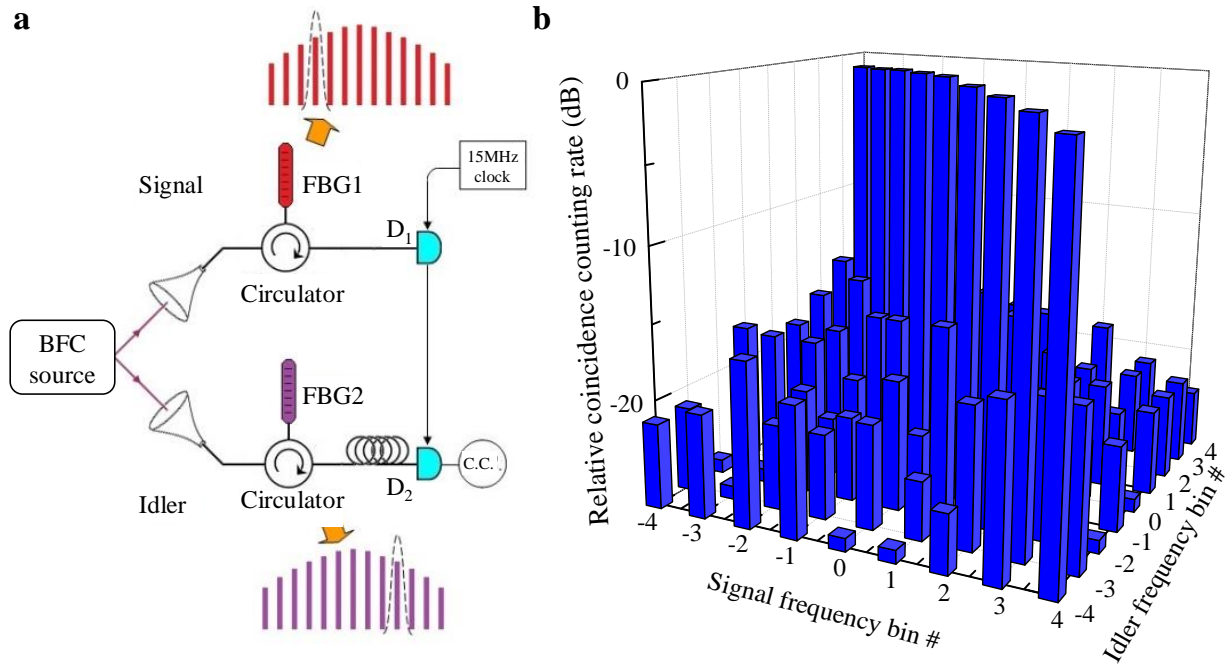 a
Signal
FBG1
15MHz
clock
D1
Circulator
BFC
source
FBG2
C.C.
D2
Circulator
Idler
b
Relative coincidence counting rate (dB)
0
-10
-20
-4
-3
-2
-1
0
1
2
3
4
Signal frequency bin #
-4
-3
-2
-1
0
1
2
3
4
Idler frequency bin #